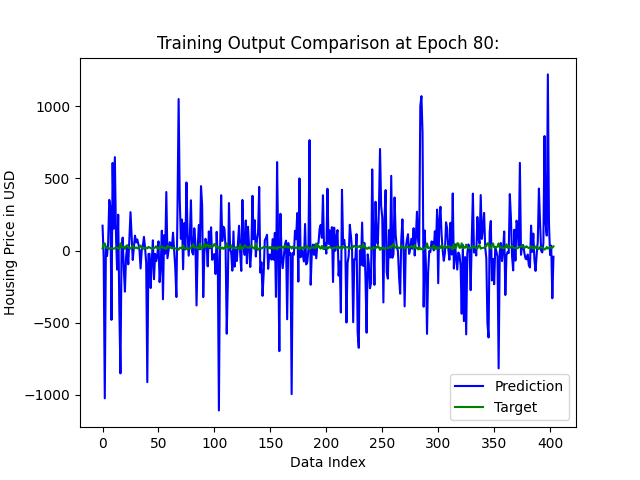 Training Output Comparison at Epoch 80:
Housing Price in USD
1000
500
0
−500
−1000
0 50 100 150 200 250 300 350 400
Data Index
Prediction
Target